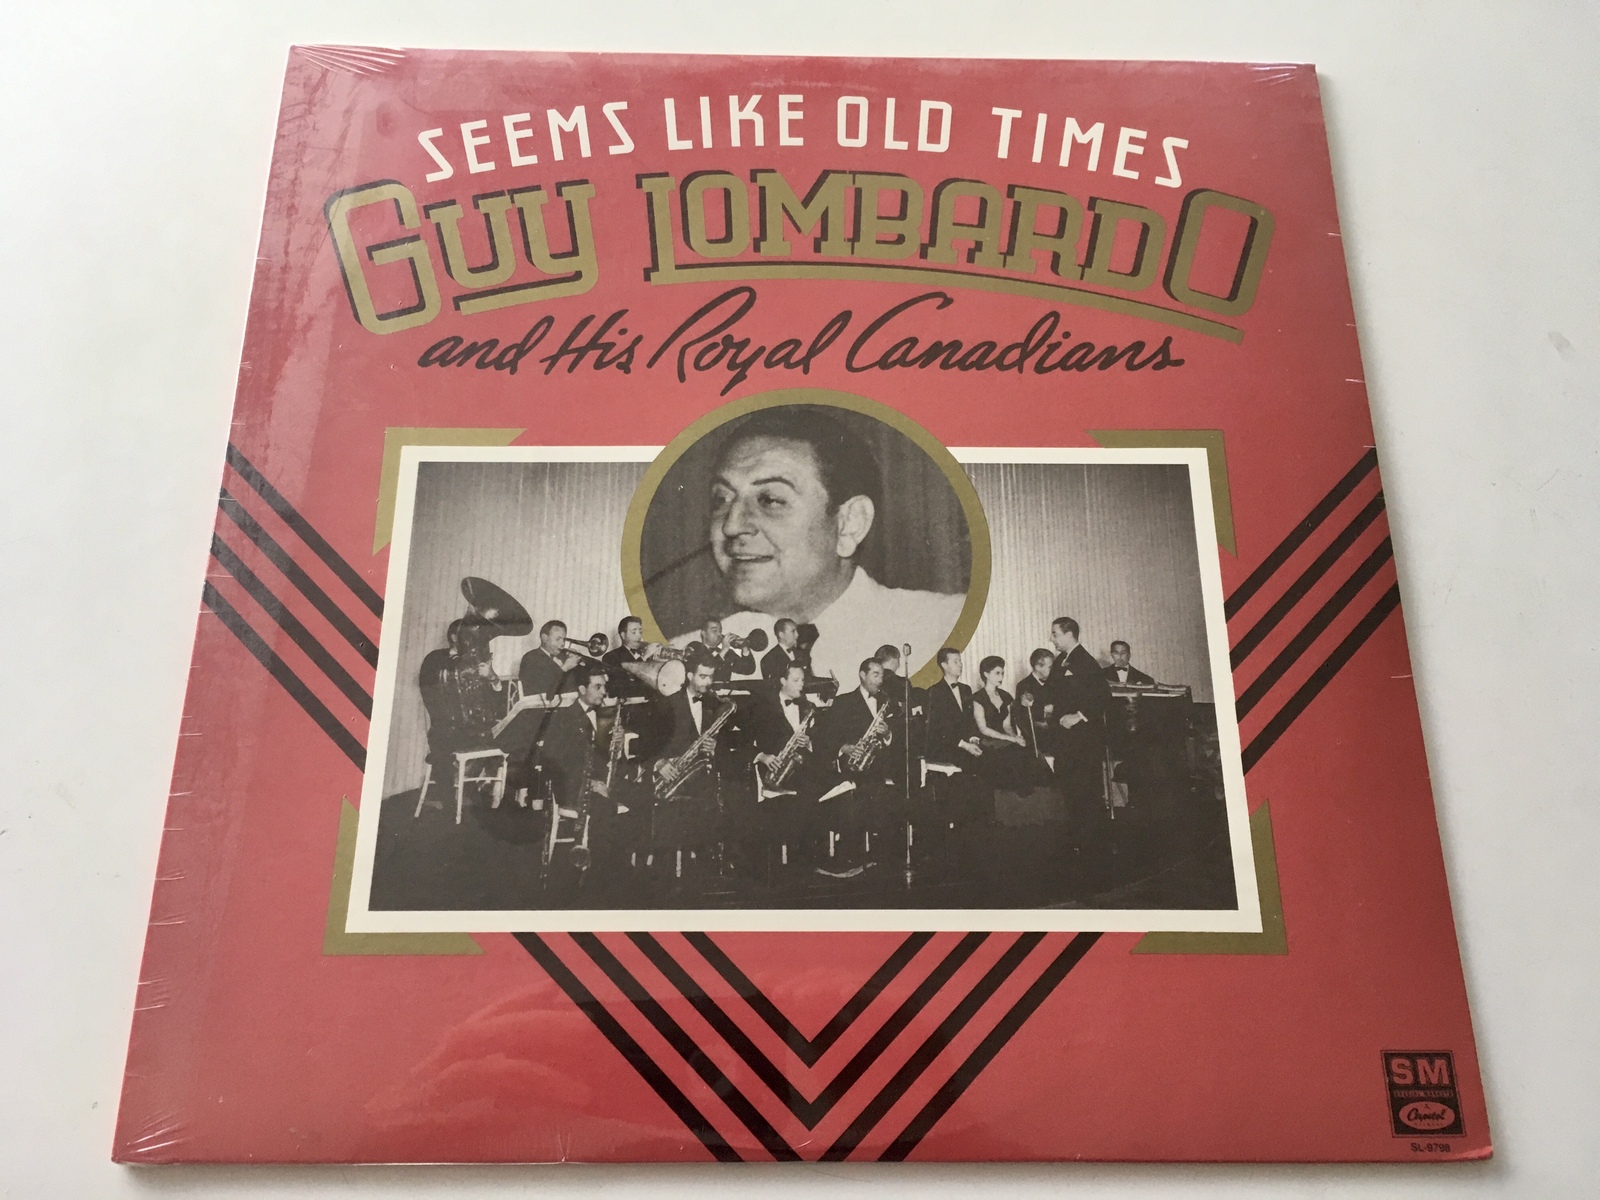 SEEMS LIKE OLD TIMES
GUY LOMBARDO
and His Royal Canadians
SM
Capitol
SL-9798